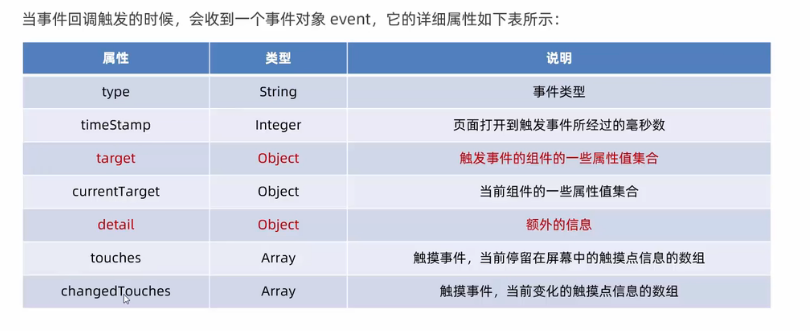 当事件回调触发的时候，会收到一个事件对象 event，它的详细属性如下表所示：
属性 类型 说明
type String 事件类型
timeStamp Integer 页面打开到触发事件所经过的毫秒数
target Object 触发事件的组件的一些属性值集合
currentTarget Object 当前组件的一些属性值集合
detail Object 额外的信息
touches Array 触摸事件，当前停留在屏幕中的触摸点信息的数组
changedTouches Array 触摸事件，当前变化的触摸点信息的数组